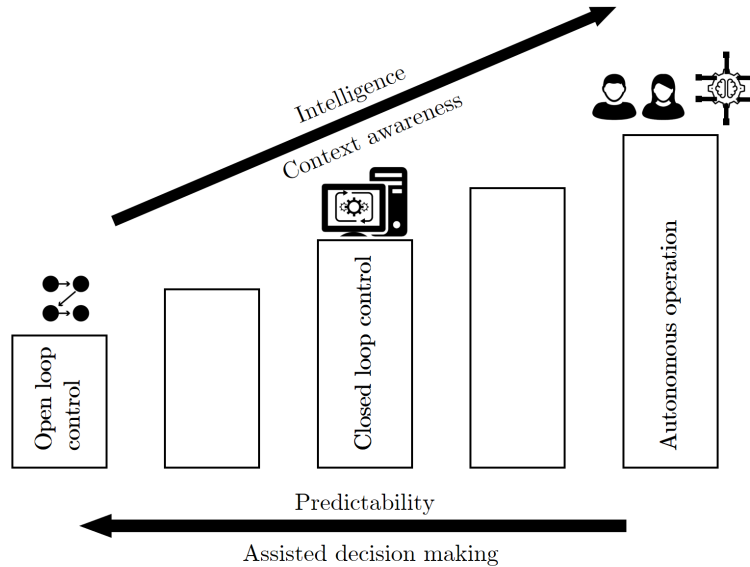 Intelligence
Context awareness
Open loop
control
Closed loop control
Autonomous operation
Predictability
Assisted decision making